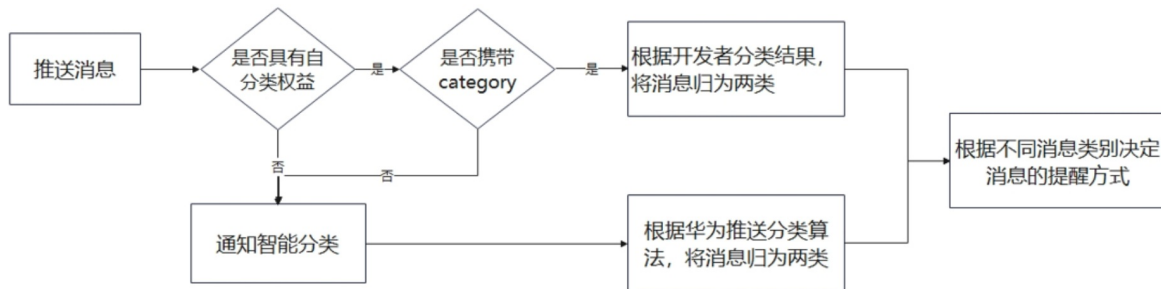 推送消息
是否具有自
分类权益
是
是否携带
category
是
根据开发者分类结果，
将消息归为两类
否
否
通知智能分类
根据华为推送分类算
法，将消息归为两类
根据不同消息类别决定
消息的提醒方式